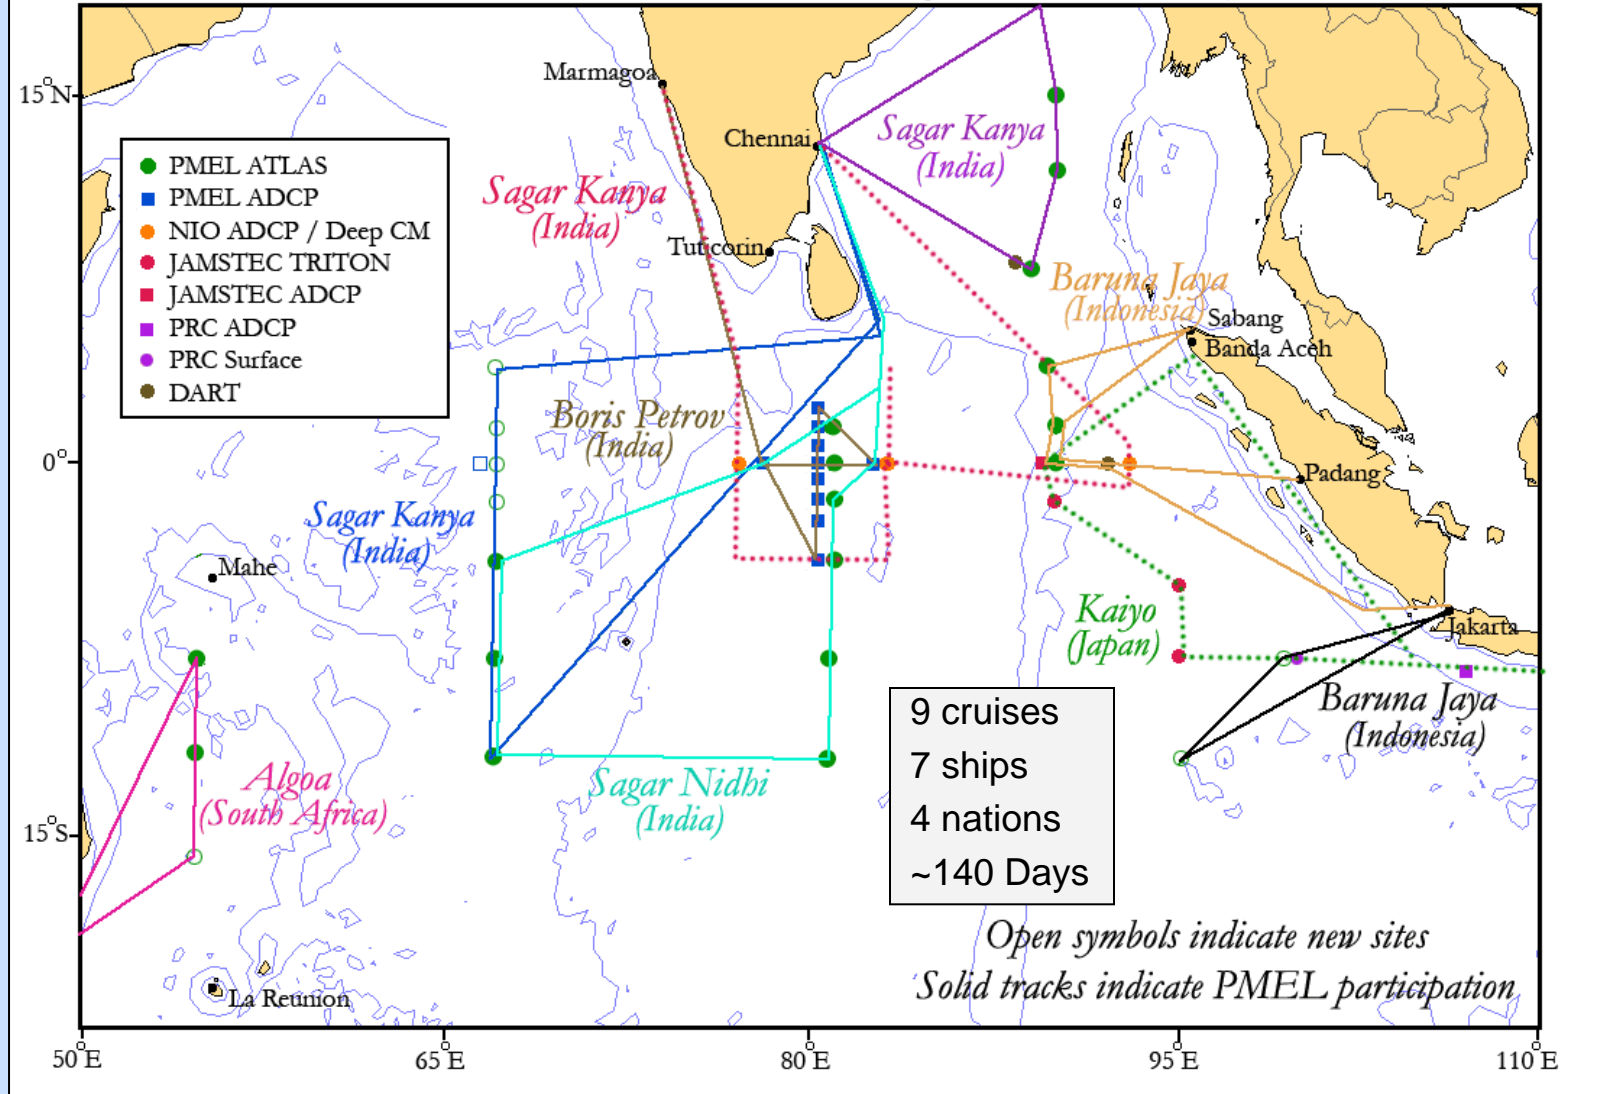 Marmagoa
15°N
Chennai
Sagar Kanya
(India)
PMEL ATLAS
PMEL ADCP
NIO ADCP / Deep CM
JAMSTEC TRITON
JAMSTEC ADCP
PRC ADCP
PRC Surface
DART
Sagar Kanya
(India)
Tuticorin
Baruna Jaya
(Indonesia)
Sabang
Banda Aceh
Boris Petrov
(India)
0°
Padang
Sagar Kanya
(India)
Mahe
Kaiyo
(Japan)
Jakarta
Baruna Jaya
(Indonesia)
9 cruises
7 ships
4 nations
~140 Days
Algoa
(South Africa)
Sagar Nidhi
(India)
15°S
Open symbols indicate new sites
Solid tracks indicate PMEL participation
La Reunion
50°E
65°E
80°E
95°E
110°E